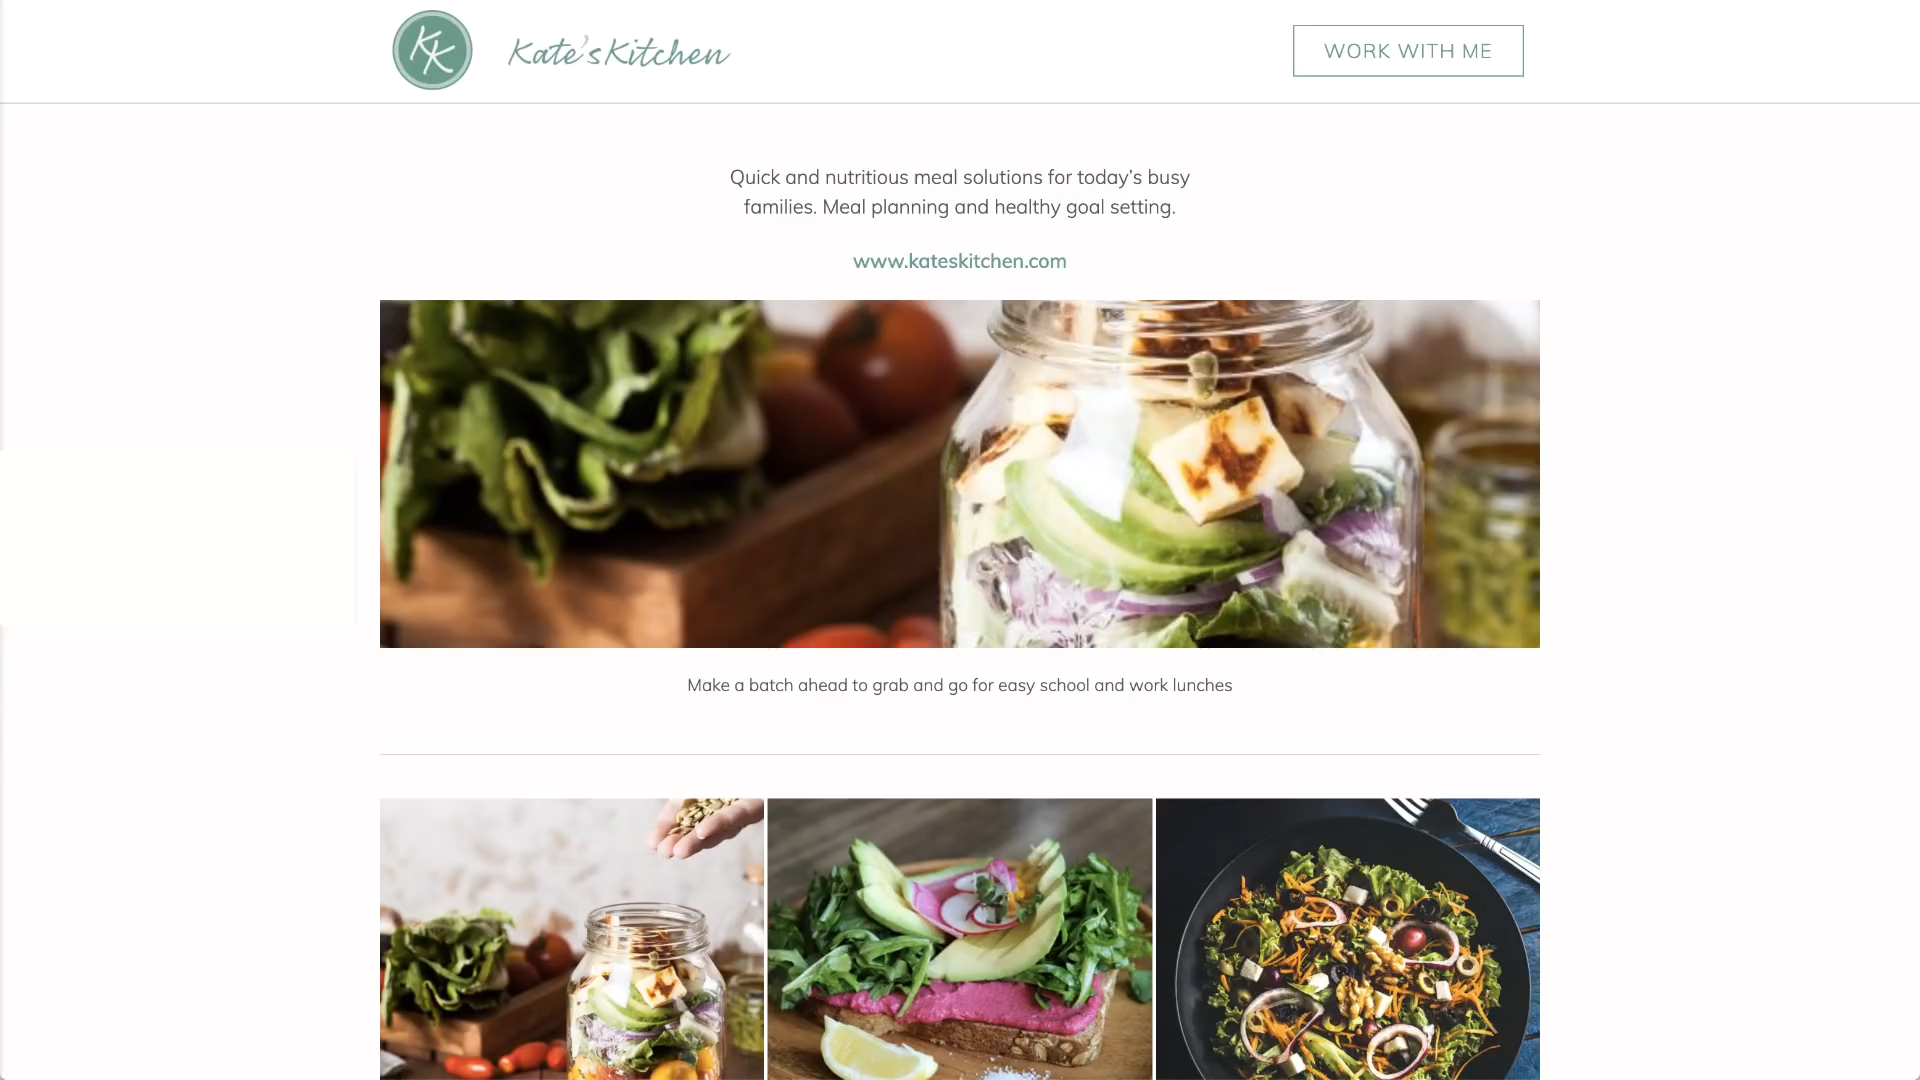 KK
Kate's Kitchen
WORK WITH ME
Quick and nutritious meal solutions for today's busy
families. Meal planning and healthy goal setting.
www.kateskitchen.com
Make a batch ahead to grab and go for easy school and work lunches